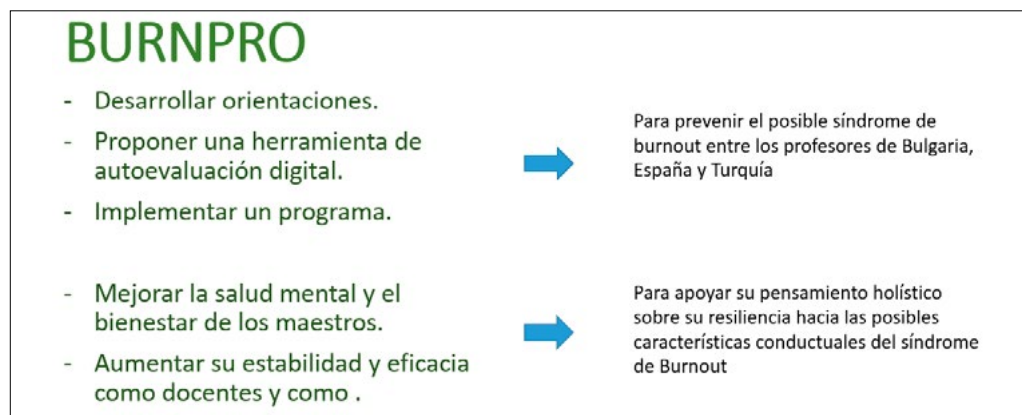 BURNPRO
- Desarrollar orientaciones.
- Proponer una herramienta de
autoevaluación digital.
- Implementar un programa.
Para prevenir el posible síndrome de
burnout entre los profesores de Bulgaria,
España y Turquía
- Mejorar la salud mental y el
bienestar de los maestros.
- Aumentar su estabilidad y eficacia
como docentes y como .
Para apoyar su pensamiento holístico
sobre su resiliencia hacia las posibles
características conductuales del síndrome
de Burnout